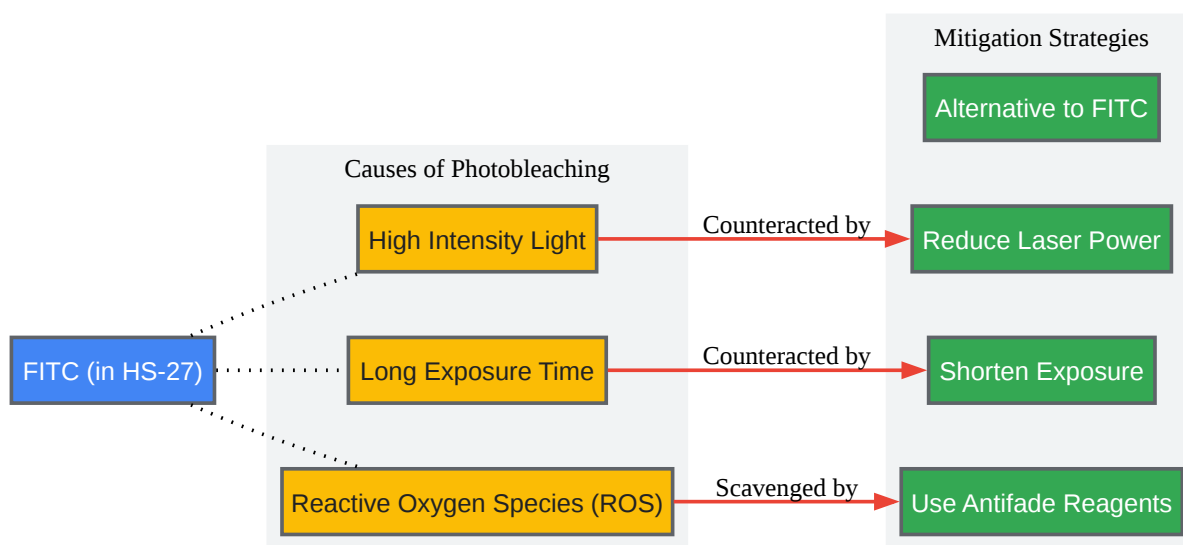 Mitigation Strategies
Alternative to FITC
Causes of Photobleaching
High Intensity Light
Counteracted by
Reduce Laser Power
FITC (in HS-27)
Long Exposure Time
Counteracted by
Shorten Exposure
Reactive Oxygen Species (ROS)
Scavenged by
Use Antifade Reagents